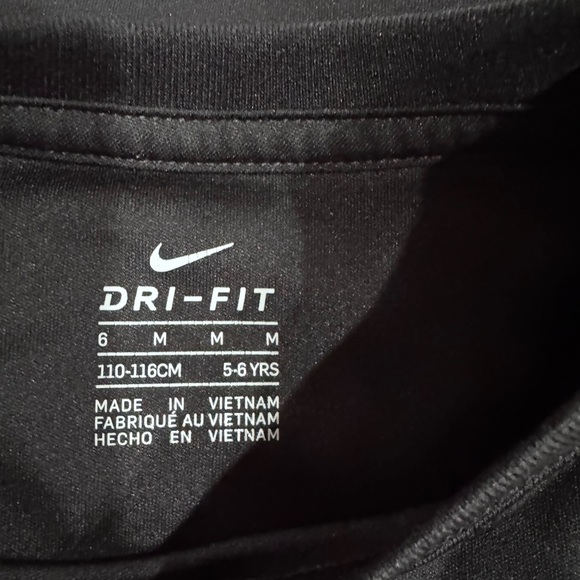 DRI-FIT
6 M M M
110-116CM 5-6 YRS
MADE IN VIETNAM
FABRIQUÉ AU VIETNAM
HECHO EN VIETNAM